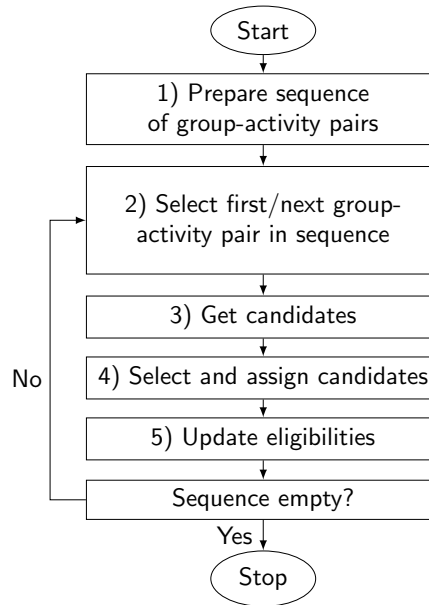 Start
1) Prepare sequence
of group-activity pairs
2) Select first/next group-
activity pair in sequence
3) Get candidates
No
4) Select and assign candidates
5) Update eligibilities
Sequence empty?
Yes
Stop